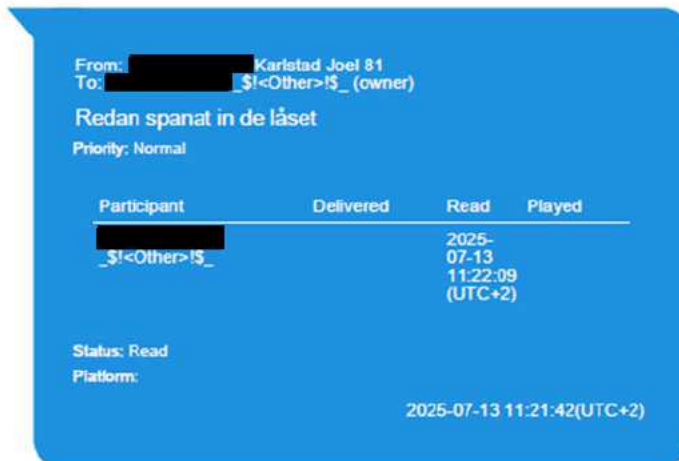 From: Karlstad Joel 81
To: _$!<Other>!$_ (owner)
Redan spanat in de låset
Priority: Normal
Participant Delivered Read Played
_$!<Other>!$_
2025-
07-13
11:22:09
(UTC+2)
Status: Read
Platform:
2025-07-13 11:21:42(UTC+2)